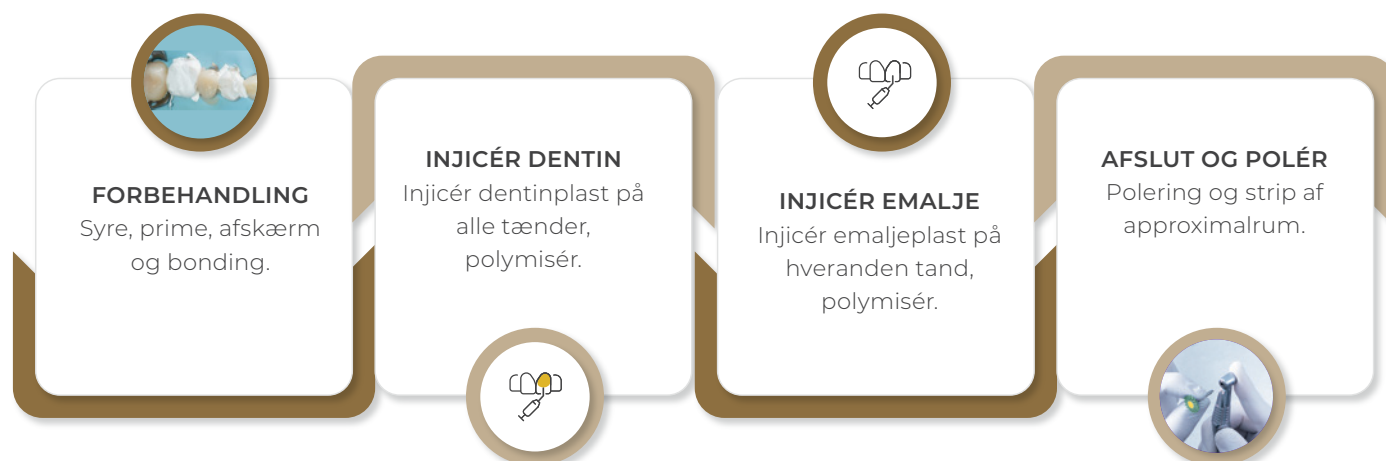 FORBEHANDLING
Syre, prime, afskærm
og bonding.
INJICÉR DENTIN
Injicér dentinplast på
alle tænder,
polymisér.
INJICÉR EMALJE
Injicér emaljeplast på
hveranden tand,
polymisér.
AFSLUT OG POLÉR
Polering og strip af
approximalrum.